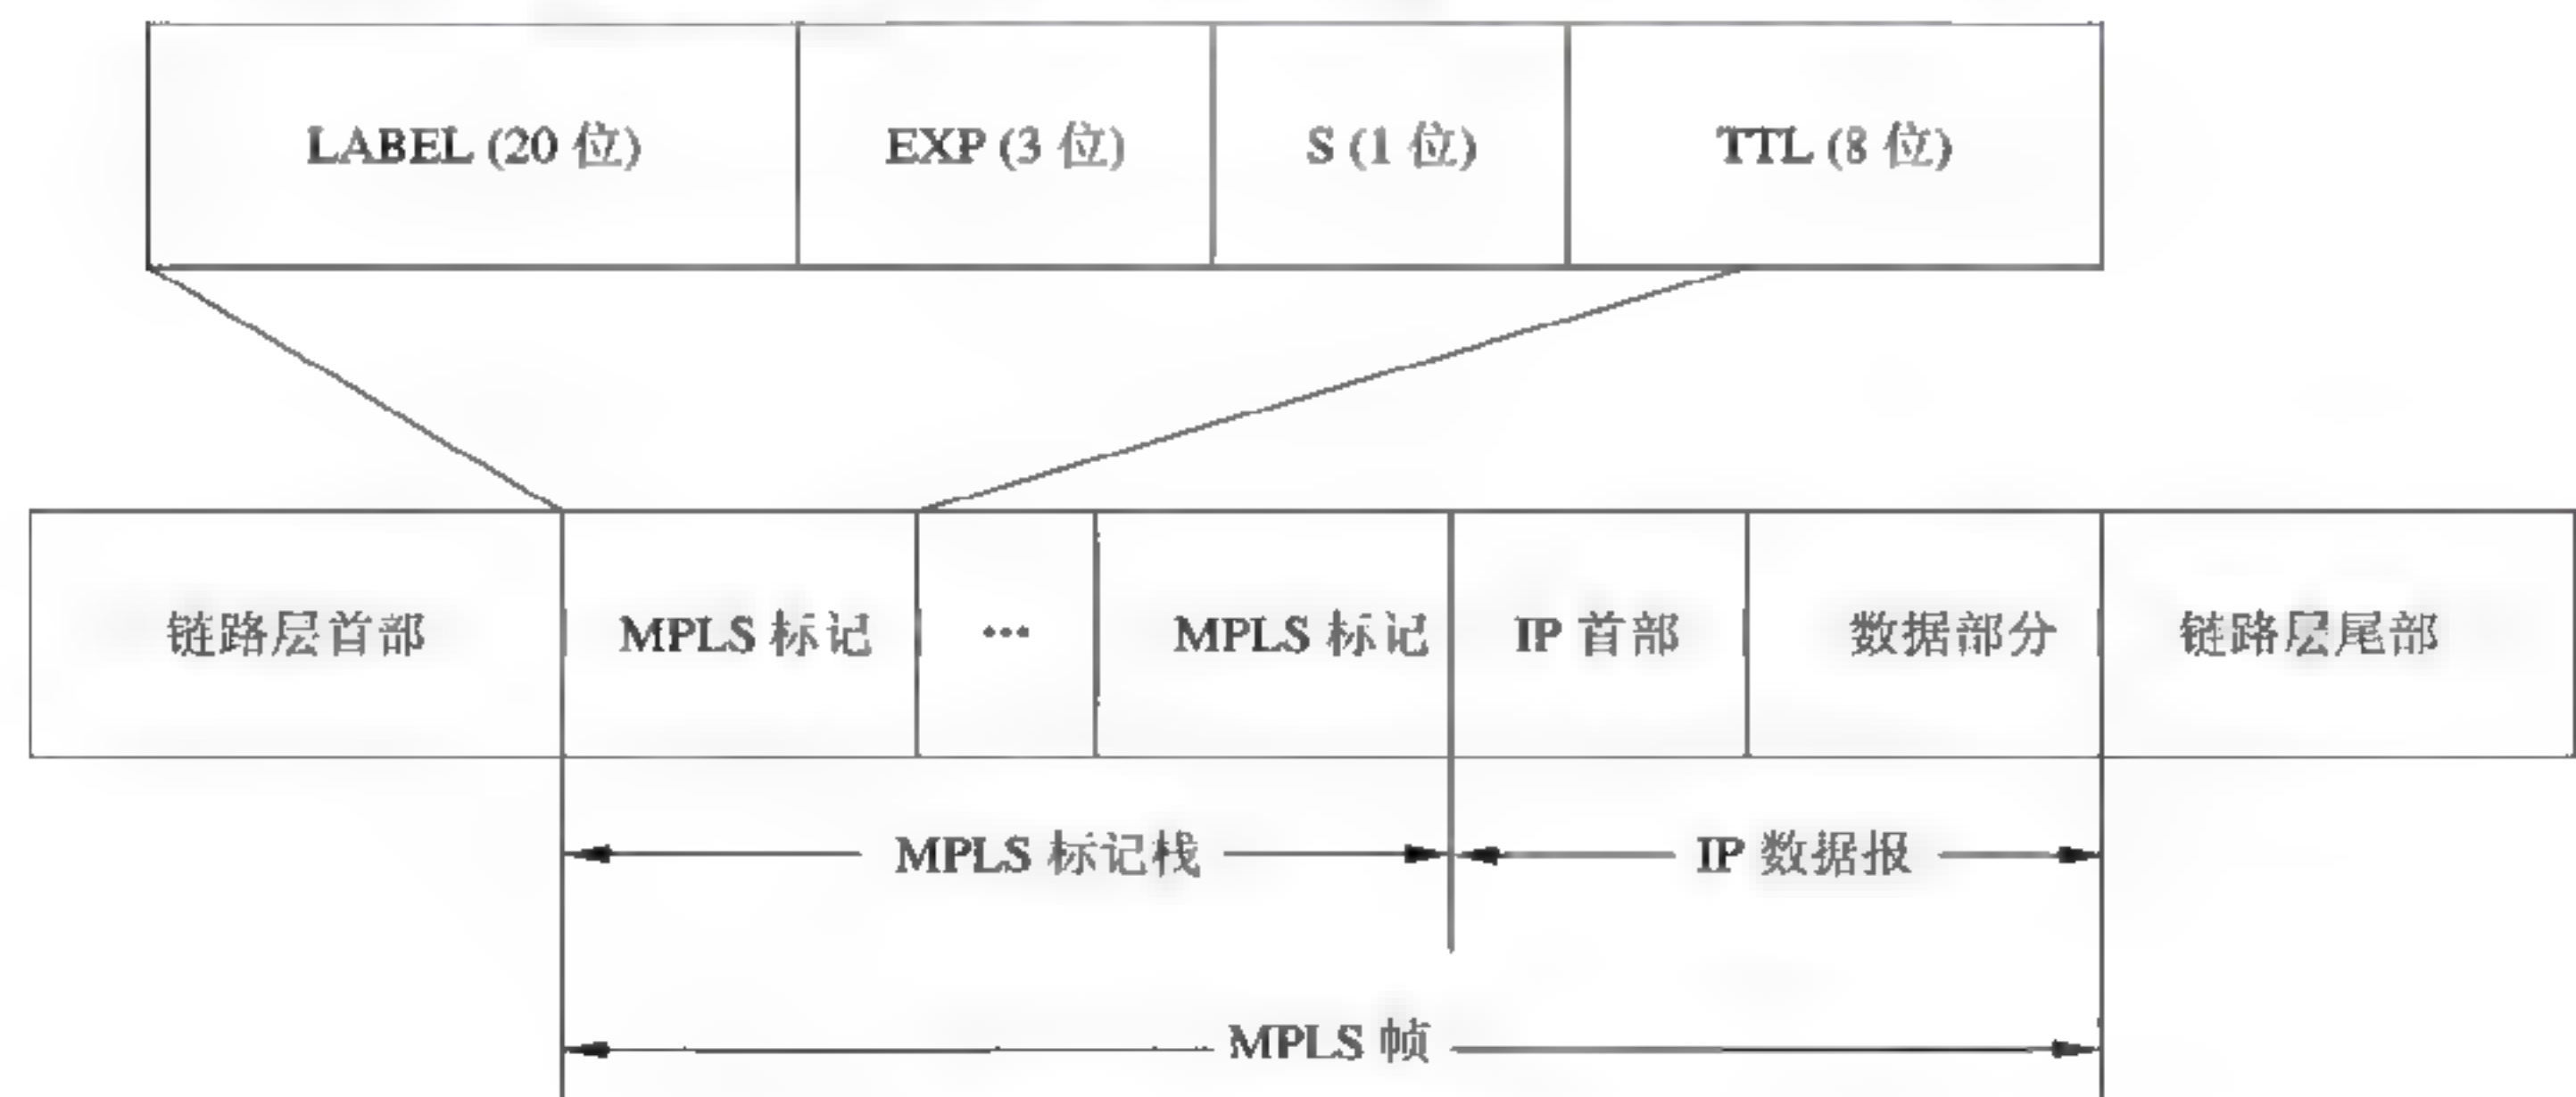 LABEL (20 位) EXP (3 位) S (1 位) TTL (8 位)
链路层首部 MPLS 标记 ••• MPLS 标记 IP 首部 数据部分 链路层尾部
MPLS 标记栈 IP 数据报
MPLS 帧